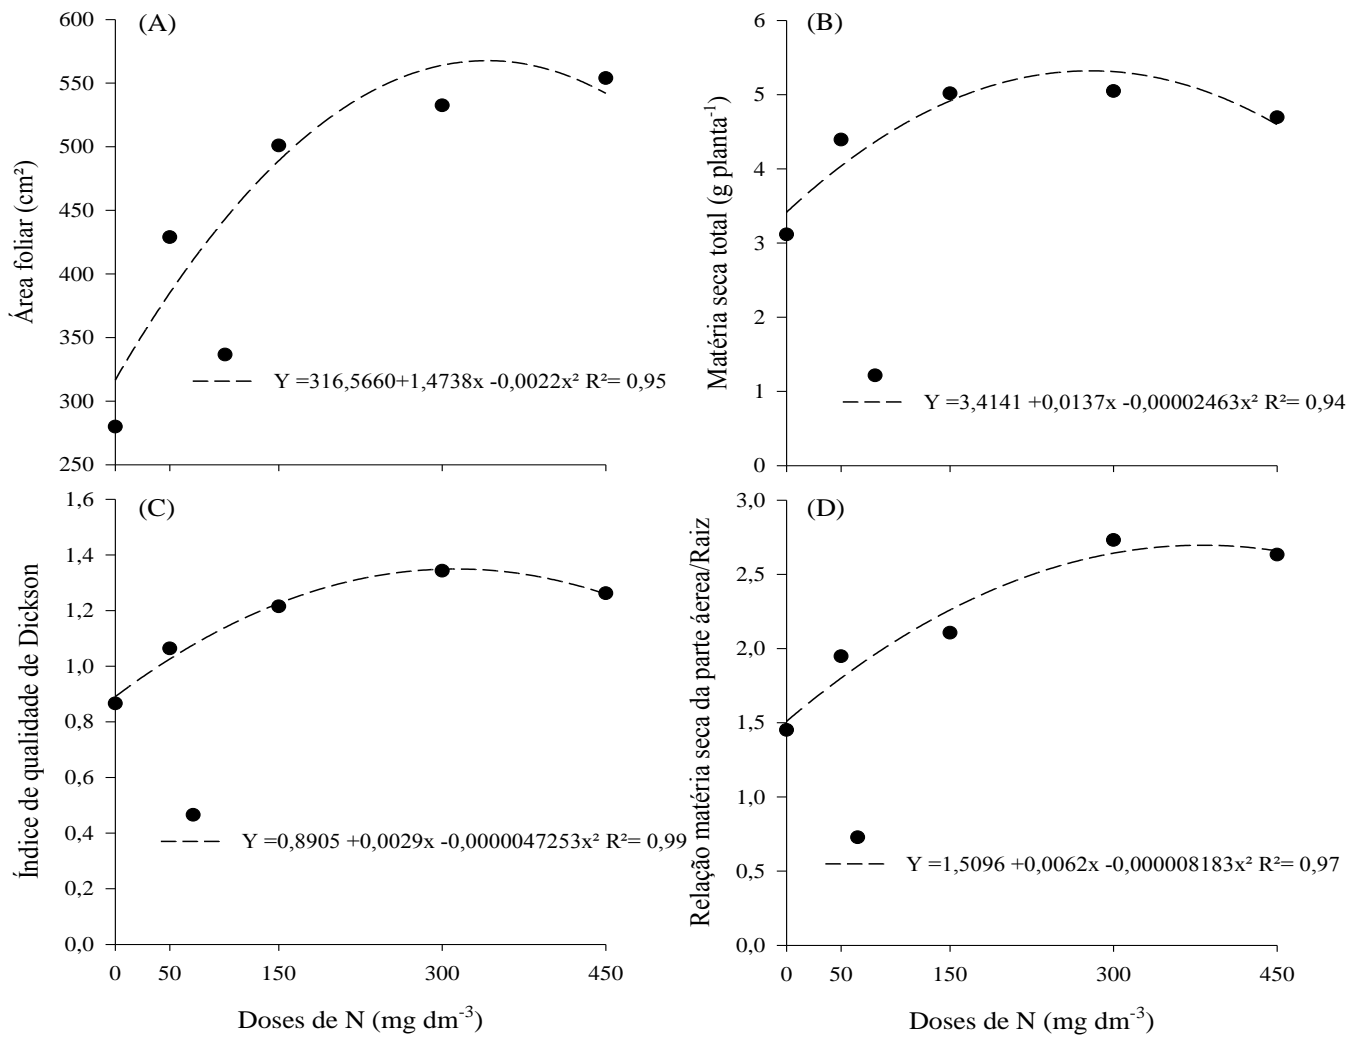 (A)
600
550
500
450
400
350
300
250
Área foliar (cm²)
Y =316,5660+1,4738x -0,0022x² R²= 0,95
(B)
6
5
4
3
2
1
0
Matéria seca total (g planta⁻¹)
Y =3,4141 +0,0137x -0,00002463x² R²= 0,94
(C)
1,6
1,4
1,2
1,0
0,8
0,6
0,4
0,2
0,0
Índice de qualidade de Dickson
Y =0,8905 +0,0029x -0,0000047253x² R²= 0,99
0 50 150 300 450
Doses de N (mg dm⁻³)
(D)
3,0
2,5
2,0
1,5
1,0
0,5
0,0
Relação matéria seca da parte áerea/Raiz
Y =1,5096 +0,0062x -0,000008183x² R²= 0,97
0 50 150 300 450
Doses de N (mg dm⁻³)